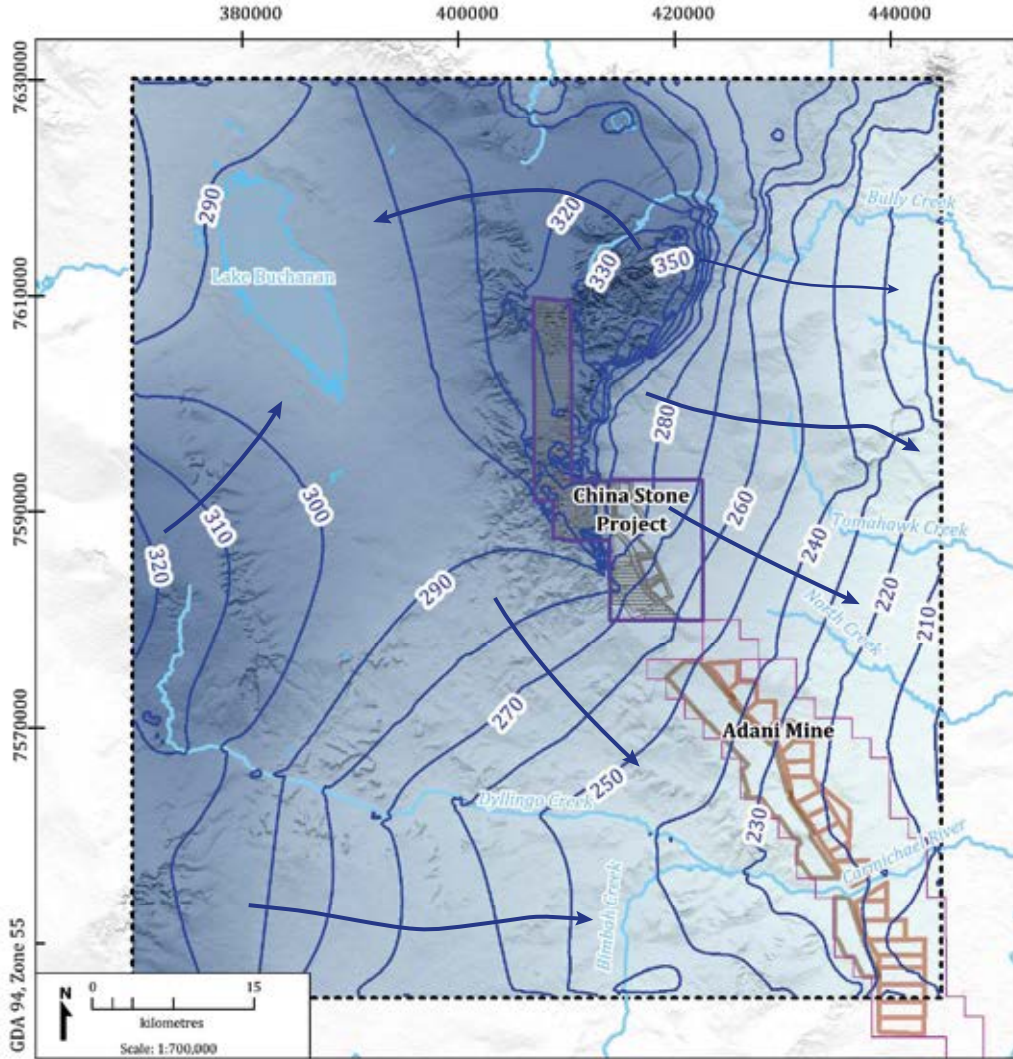 380000
400000
420000
440000
7630000
7610000
7590000
7570000
GDA 94, Zone 55
290
320
330
350
Bully Creek
Lake Buchanan
280
300
310
320
China Stone
Project
260
240
Tomahawk Creek
220
210
North Creek
290
270
250
Adani Mine
230
Dyllingo Creek
Carmichael River
Bimbah Creek
N
0
15
kilometres
Scale: 1:700,000